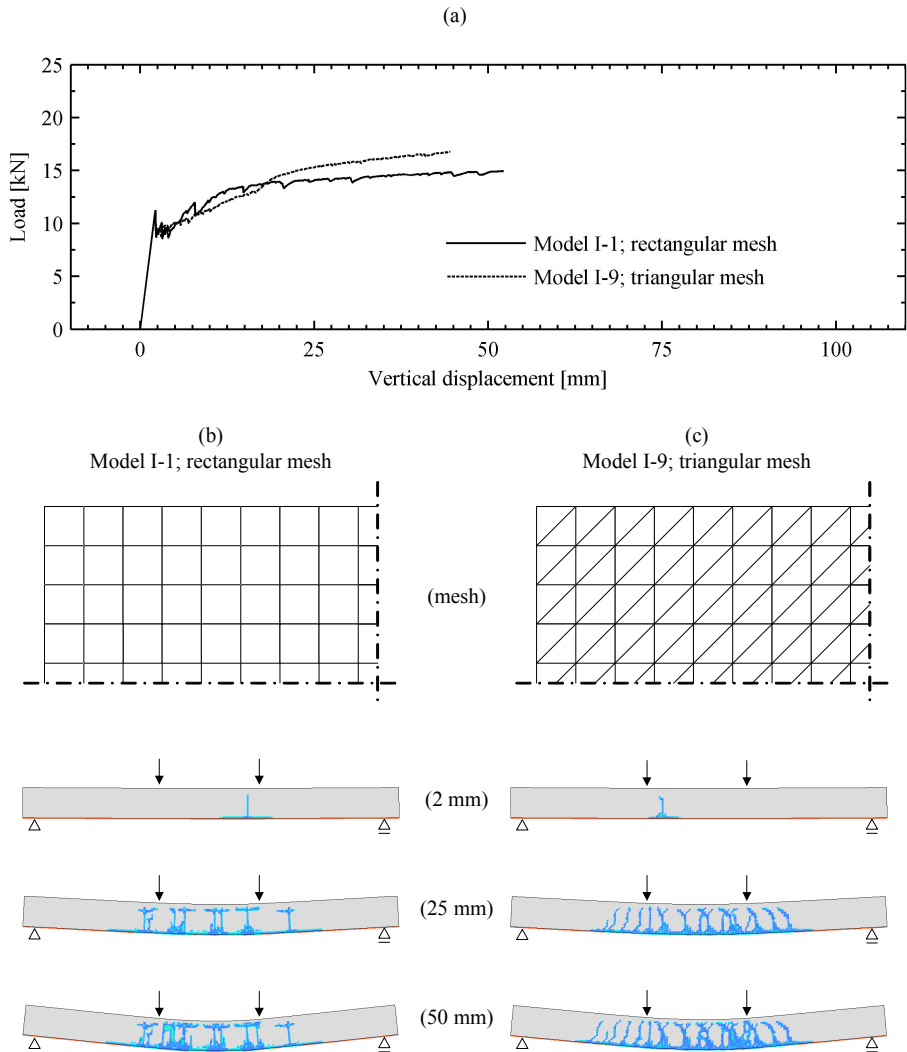 (a)
25
20
15
10
5
0
Load [kN]
Model I-1; rectangular mesh
Model I-9; triangular mesh
0 25 50 75 100
Vertical displacement [mm]
(b)
Model I-1; rectangular mesh
(c)
Model I-9; triangular mesh
(mesh)
(2 mm)
(25 mm)
(50 mm)